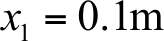 x₁ = 0.1m